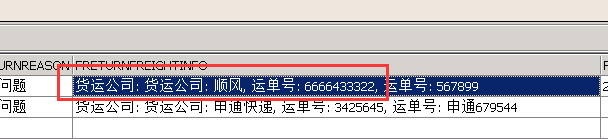 URNREASON FRETURNFREIGHTINFO F
问题 货运公司: 货运公司: 顺风, 运单号: 6666433322, 运单号: 567899 2
问题 货运公司: 货运公司: 申通快递, 运单号: 3425645, 运单号: 申通679544